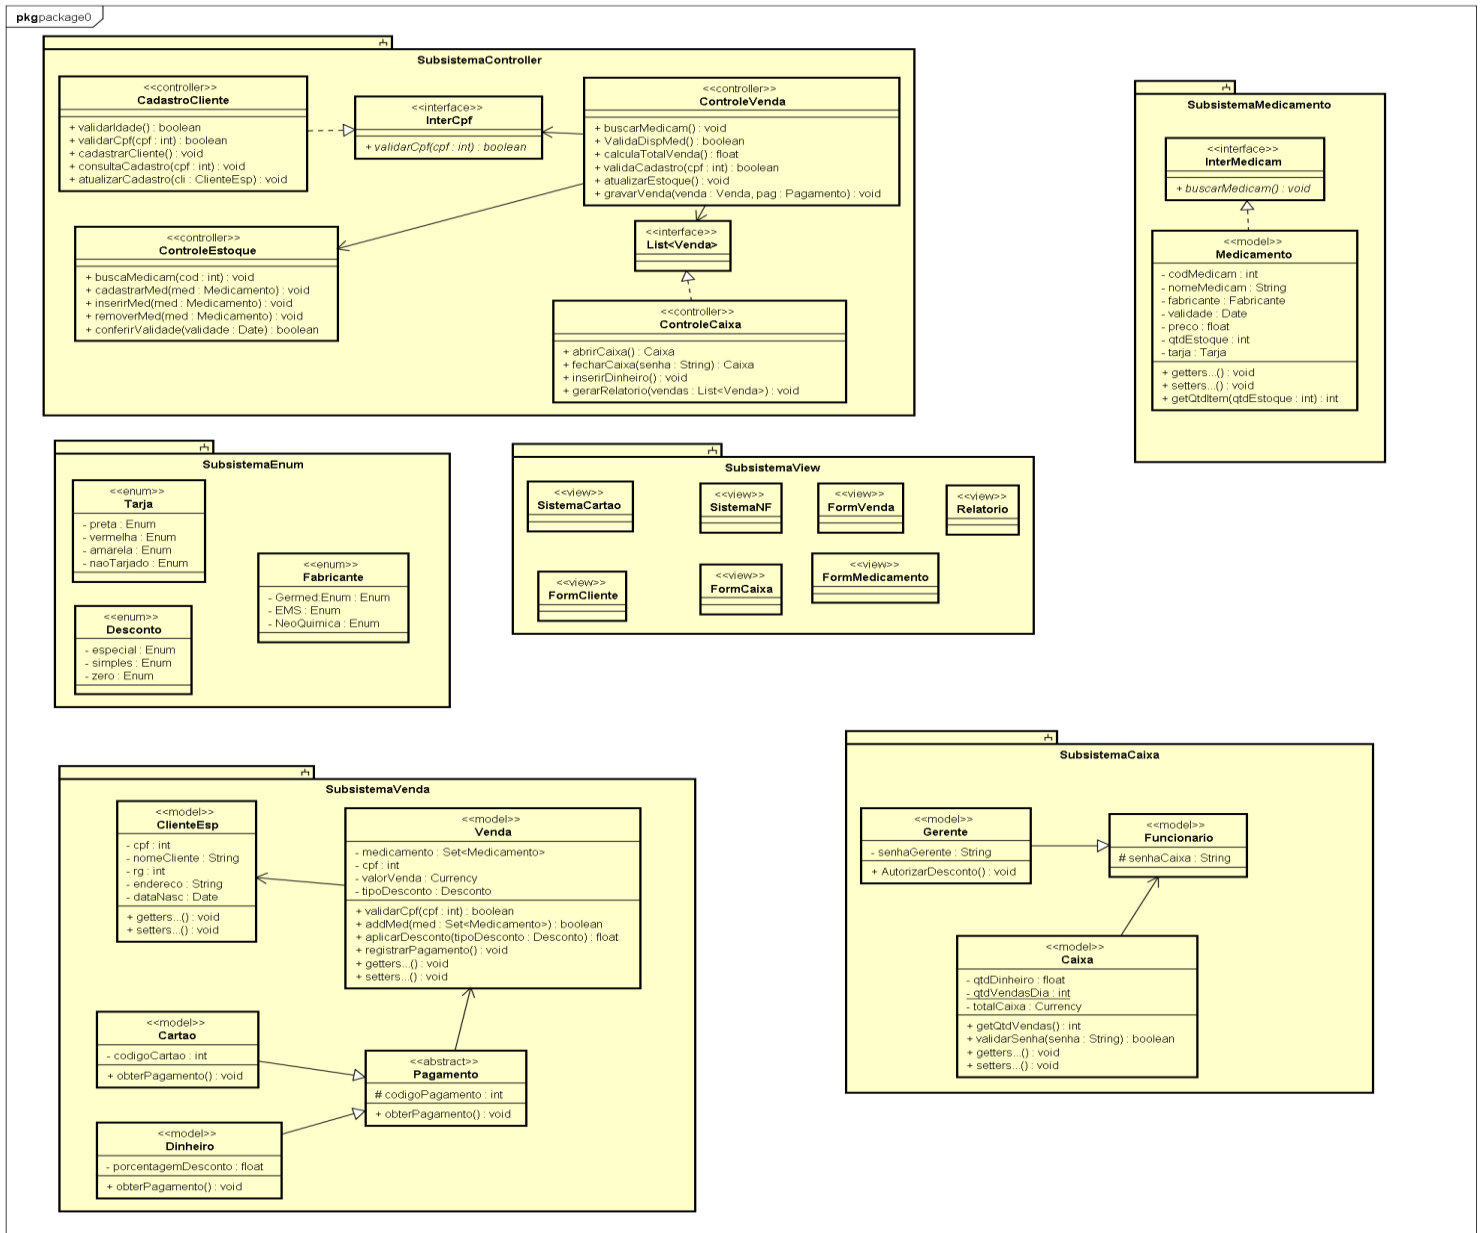 pkgpackage0
SubsistemaController
<<controller>>
CadastroCliente
+ validarIdade() : boolean
+ validarCpf(cpf : int) : boolean
+ cadastrarCliente() : void
+ consultaCadastro(cpf : int) : void
+ atualizarCadastro(cli : ClienteEsp) : void
<<interface>>
InterCpf
+ validarCpf(cpf : int) : boolean
<<controller>>
ControleVenda
+ buscarMedicam() : void
+ ValidaDispMed() : boolean
+ calculaTotalVenda() : float
+ validaCadastro(cpf : int) : boolean
+ atualizarEstoque() : void
+ gravarVenda(venda : Venda, pag : Pagamento) : void
<<controller>>
ControleEstoque
+ buscaMedicam(cod : int) : void
+ cadastrarMed(med : Medicamento) : void
+ inserirMed(med : Medicamento) : void
+ removerMed(med : Medicamento) : void
+ conferirValidade(validade : Date) : boolean
<<interface>>
List<Venda>
<<controller>>
ControleCaixa
+ abrirCaixa() : Caixa
+ fecharCaixa(senha : String) : Caixa
+ inserirDinheiro() : void
+ gerarRelatorio(vendas : List<Venda>) : void
SubsistemaMedicamento
<<interface>>
InterMedicam
+ buscarMedicam() : void
<<model>>
Medicamento
- codMedicam : int
- nomeMedicam : String
- fabricante : Fabricante
- validade : Date
- preco : float
- qtdEstoque : int
- tarja : Tarja
+ getters...() : void
+ setters...() : void
+ getQtdItem(qtdEstoque : int) : int
SubsistemaEnum
<<enum>>
Tarja
- preta : Enum
- vermelha : Enum
- amarela : Enum
- naoTarjado : Enum
<<enum>>
Fabricante
- Germed:Enum : Enum
- EMS : Enum
- NeoQuimica : Enum
<<enum>>
Desconto
- especial : Enum
- simples : Enum
- zero : Enum
SubsistemaView
<<view>>
SistemaCartao
<<view>>
SistemaNF
<<view>>
FormVenda
<<view>>
Relatorio
<<view>>
FormCliente
<<view>>
FormCaixa
<<view>>
FormMedicamento
SubsistemaVenda
<<model>>
ClienteEsp
- cpf : int
- nomeCliente : String
- rg : int
- endereco : String
- dataNasc : Date
+ getters...() : void
+ setters...() : void
<<model>>
Venda
- medicamento : Set<Medicamento>
- cpf : int
- valorVenda : Currency
- tipoDesconto : Desconto
+ validarCpf(cpf : int) : boolean
+ addMed(med : Set<Medicamento>) : boolean
+ aplicarDesconto(tipoDesconto : Desconto) : float
+ registrarPagamento() : void
+ getters...() : void
+ setters...() : void
<<model>>
Cartao
- codigoCartao : int
+ obterPagamento() : void
<<abstract>>
Pagamento
# codigoPagamento : int
+ obterPagamento() : void
<<model>>
Dinheiro
- porcentagemDesconto : float
+ obterPagamento() : void
SubsistemaCaixa
<<model>>
Gerente
- senhaGerente : String
+ AutorizarDesconto() : void
<<model>>
Funcionario
# senhaCaixa : String
<<model>>
Caixa
- qtdDinheiro : float
- qtdVendasDia : int
- totalCaixa : Currency
+ getQtdVendas() : int
+ validarSenha(senha : String) : boolean
+ getters...() : void
+ setters...() : void